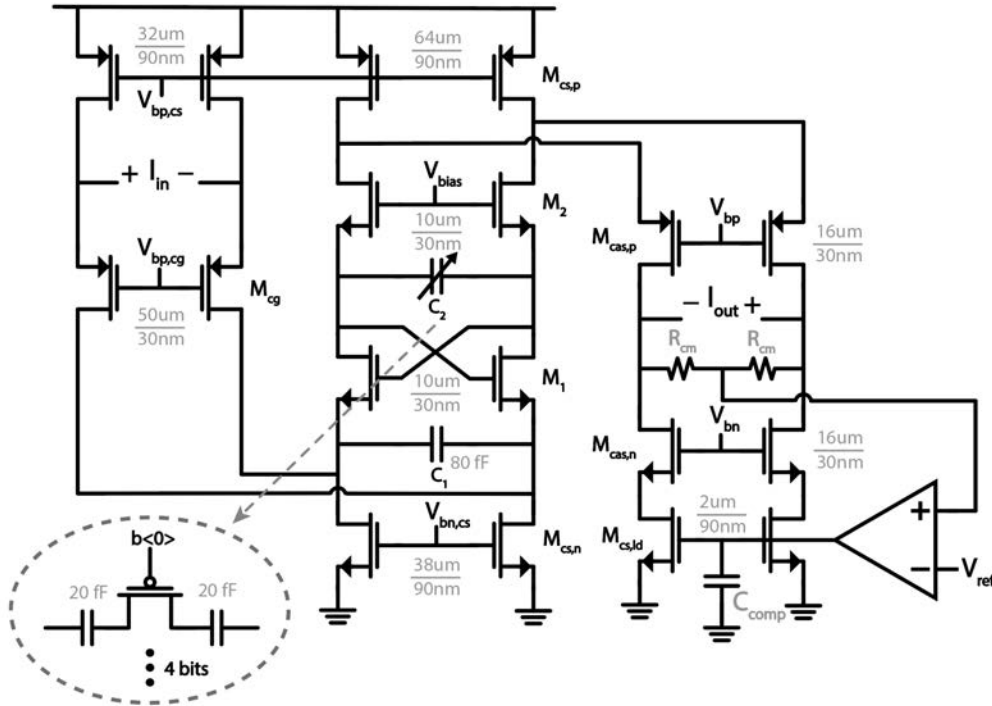 32um
90nm
V_bp,cs
64um
90nm
M_cs,p
+ I_in -
V_bias
M_2
10um
30nm
C_2
V_bp,cg
M_cg
50um
30nm
10um
30nm
M_1
C_1
80 fF
V_bn,cs
M_cs,n
38um
90nm
M_cas,p
V_bp
16um
30nm
- I_out +
R_cm
R_cm
V_bn
M_cas,n
16um
30nm
2um
90nm
M_cs,ld
C_comp
+
-
V_ref
b<0>
20 fF
20 fF
4 bits